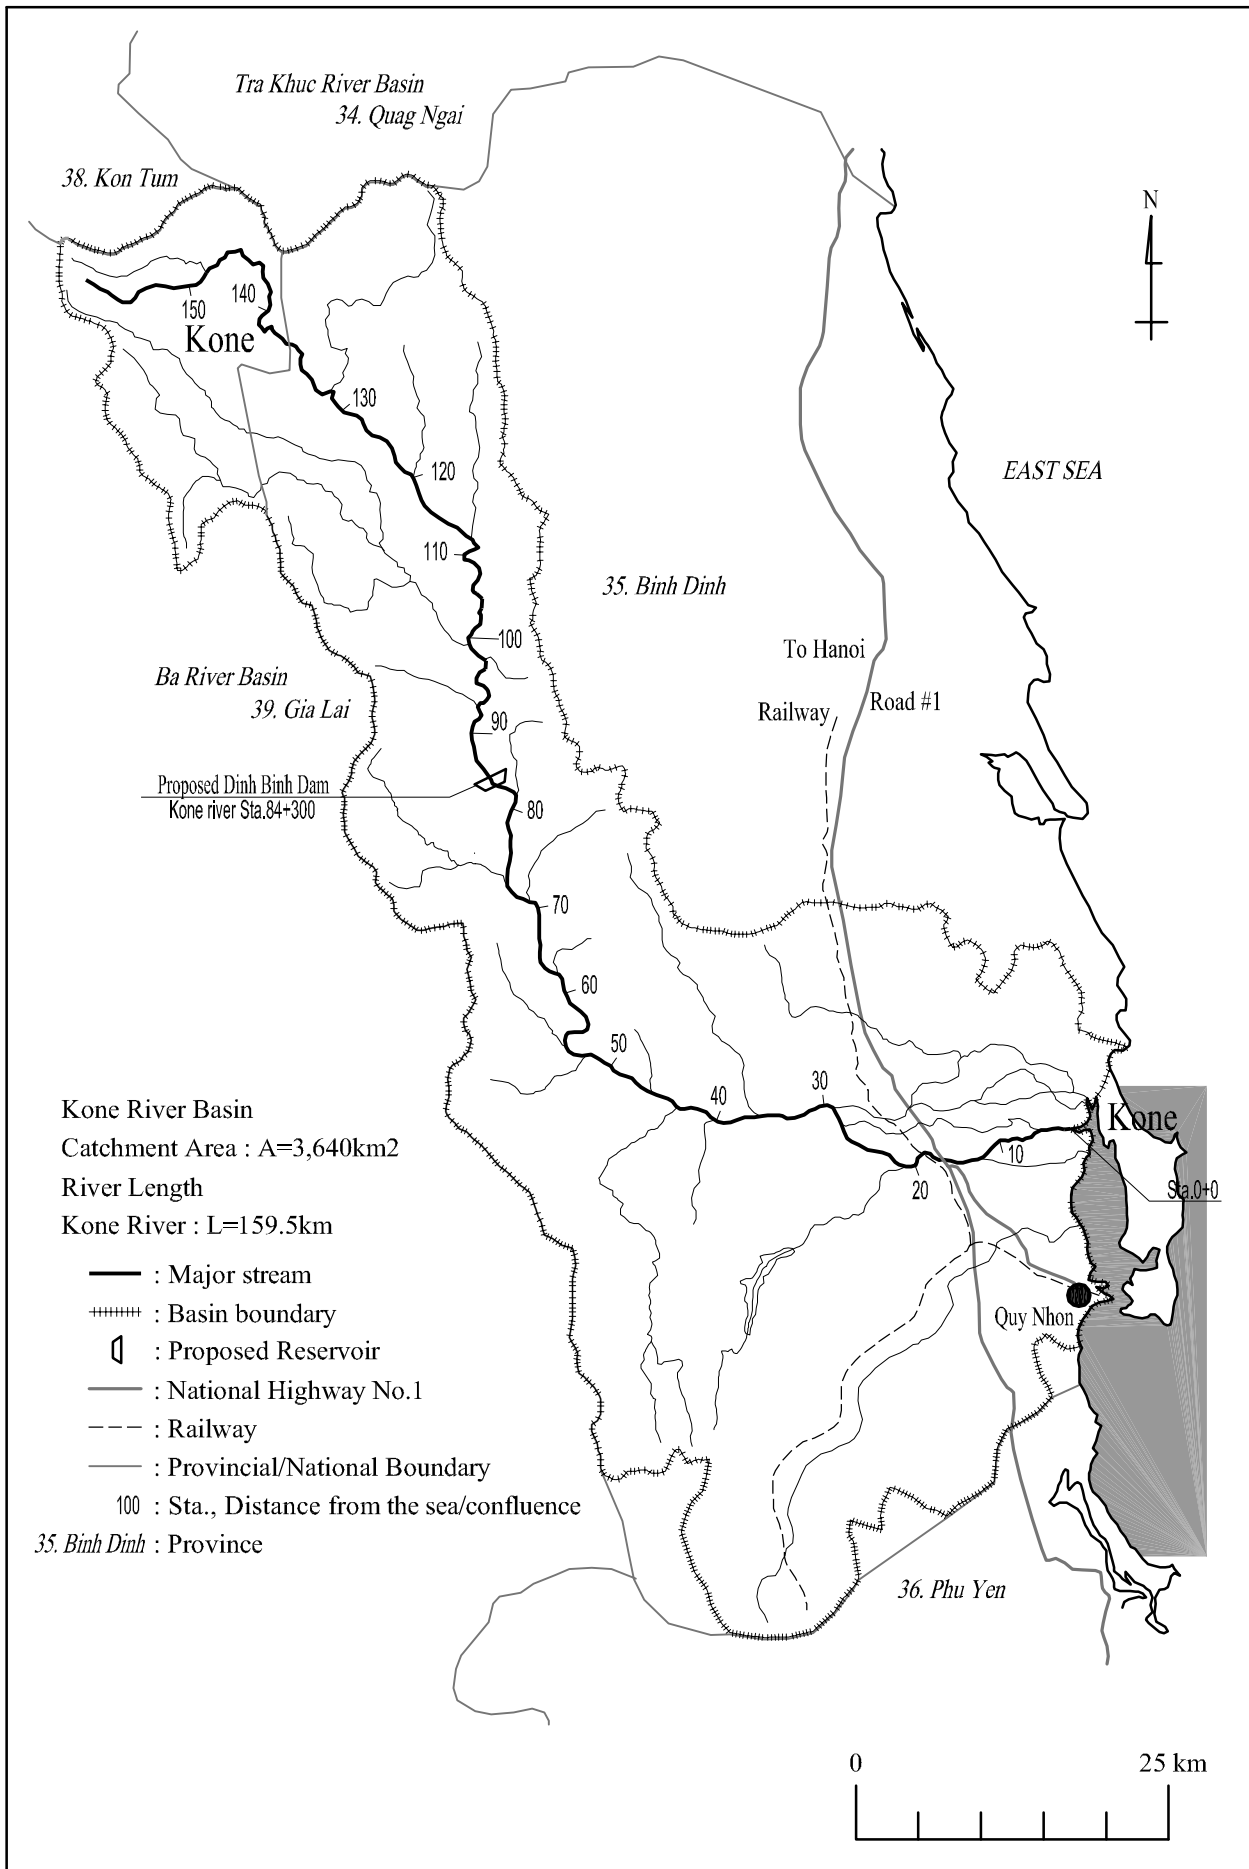 Tra Khuc River Basin
34. Quag Ngai
38. Kon Tum
N
150
140
Kone
130
120
EAST SEA
110
35. Binh Dinh
100
To Hanoi
Ba River Basin
39. Gia Lai
Road #1
Railway
90
Proposed Dinh Binh Dam
Kone river Sta.84+300
80
70
60
50
40
30
Kone
10
20
Sta.0+0
Quy Nhon
Kone River Basin
Catchment Area : A=3,640km2
River Length
Kone River : L=159.5km
: Major stream
: Basin boundary
: Proposed Reservoir
: National Highway No.1
: Railway
: Provincial/National Boundary
100 : Sta., Distance from the sea/confluence
35. Binh Dinh : Province
36. Phu Yen
0 25 km